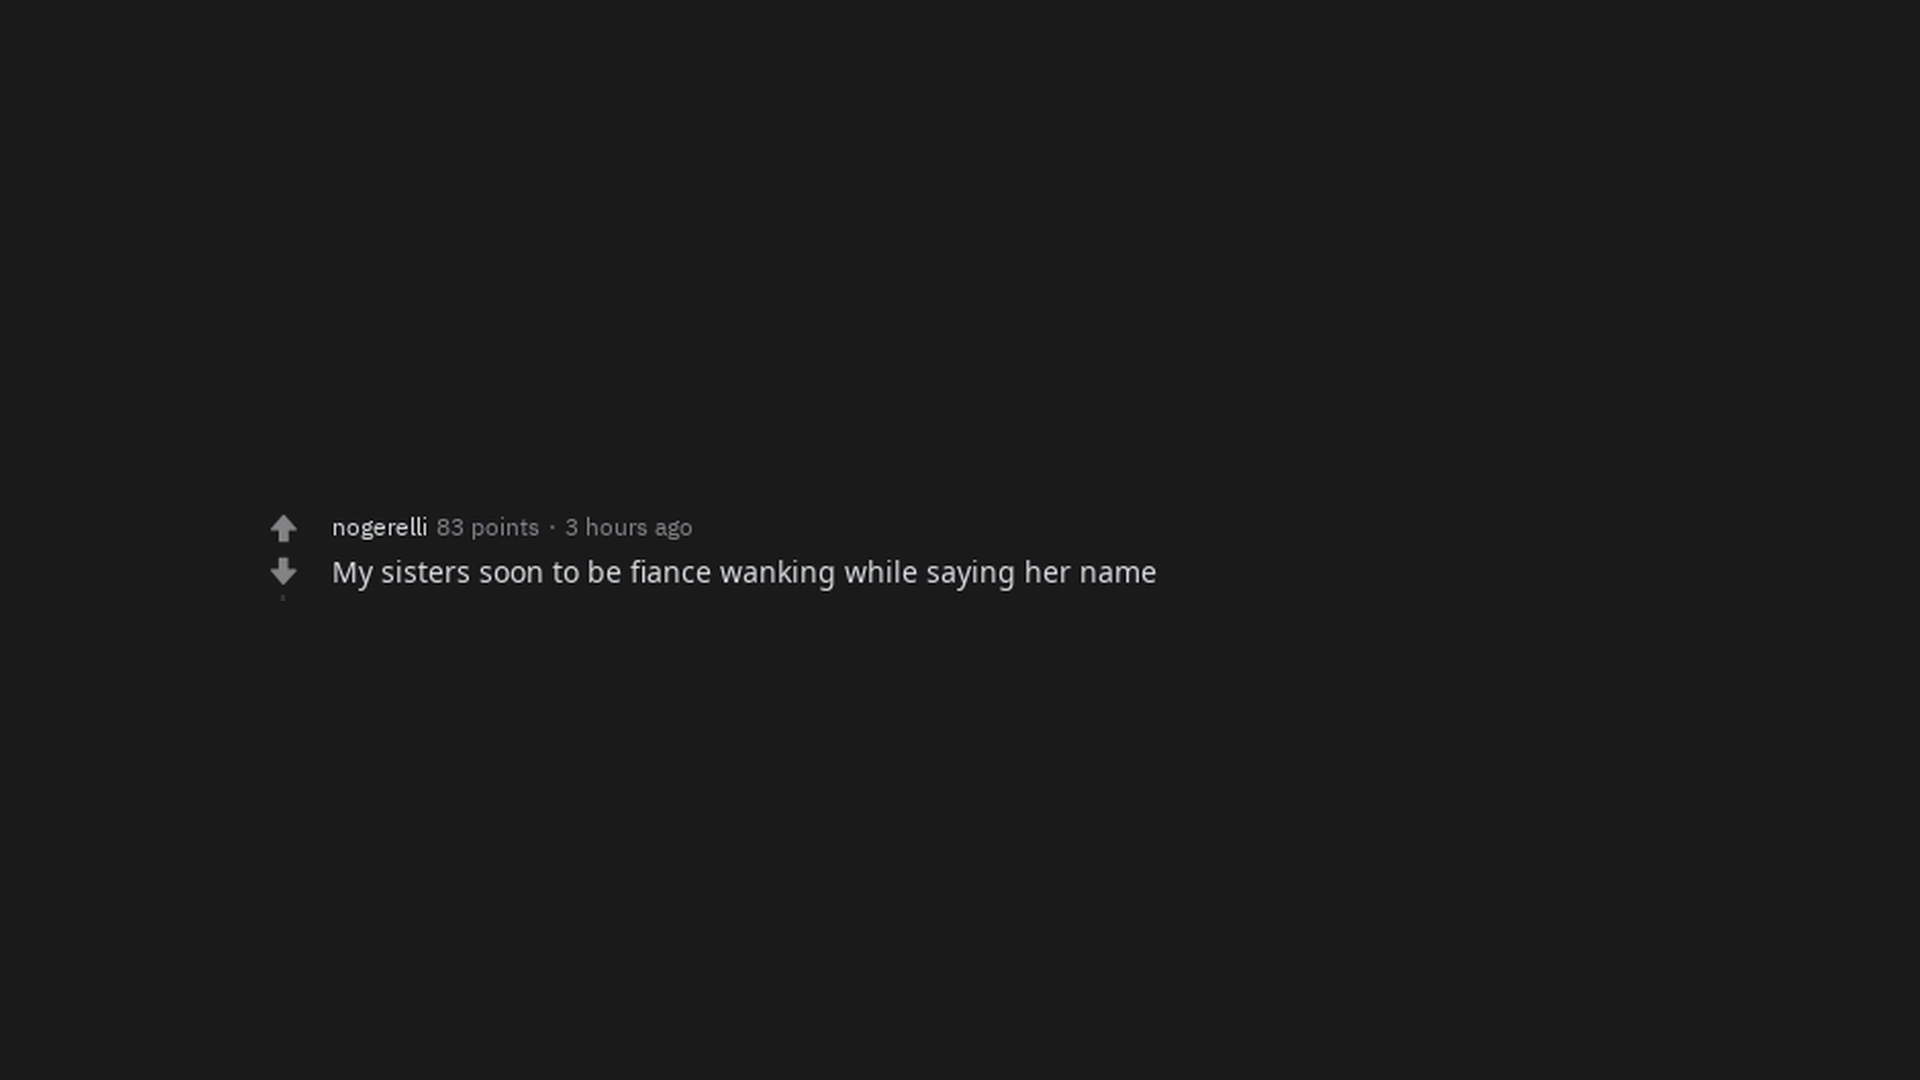 nogerelli 83 points · 3 hours ago
My sisters soon to be fiance wanking while saying her name